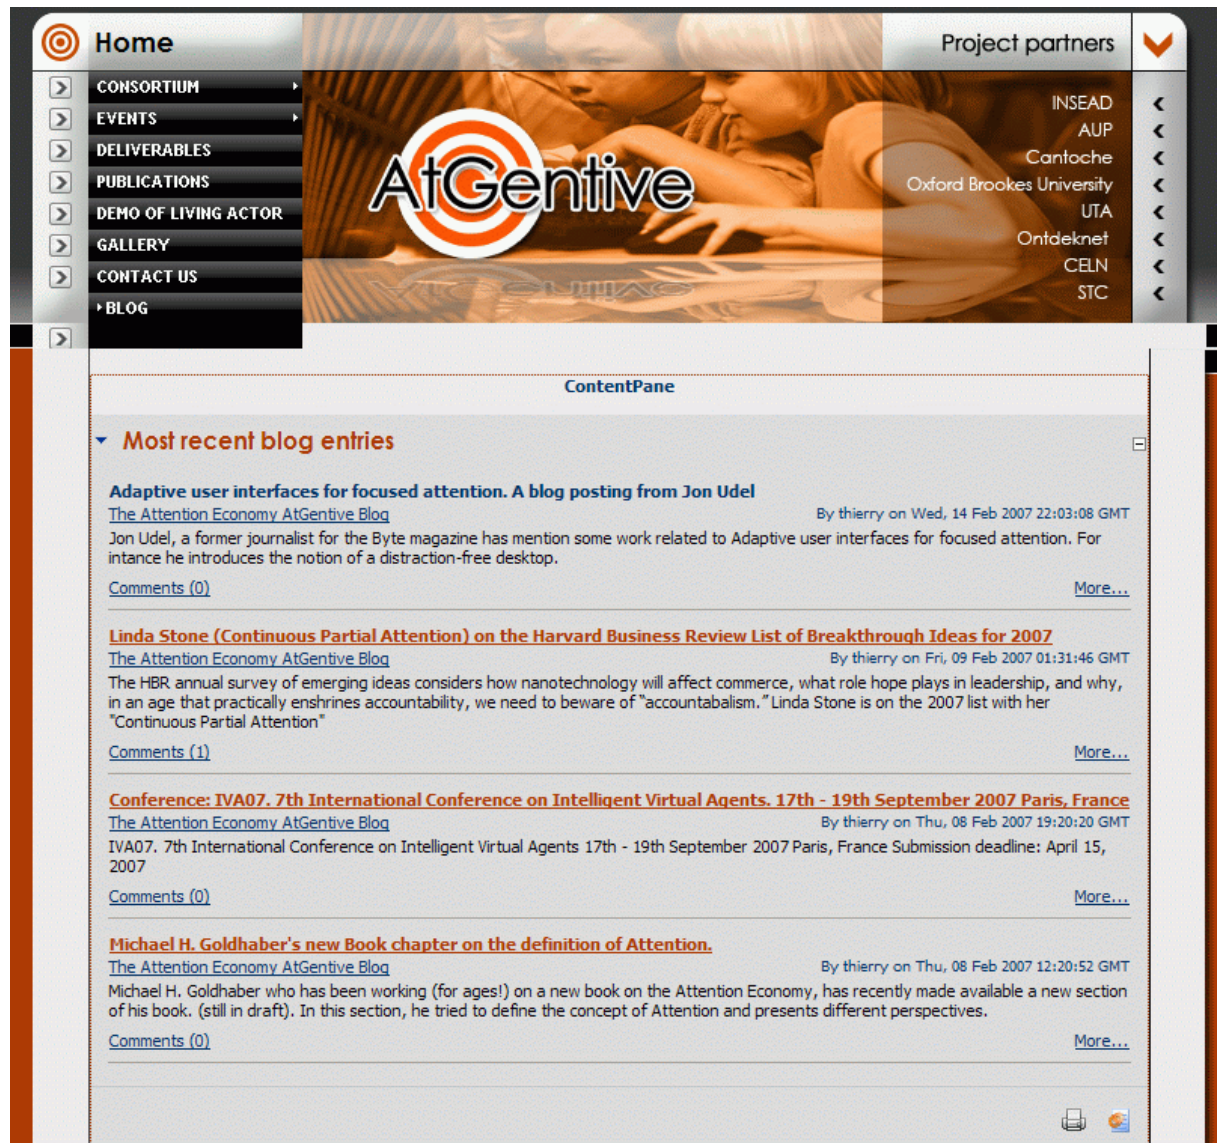 Home
Project partners
CONSORTIUM
EVENTS
DELIVERABLES
PUBLICATIONS
DEMO OF LIVING ACTOR
GALLERY
CONTACT US
BLOG
AtGentive
INSEAD
AUP
Cantoche
Oxford Brookes University
UTA
Ontdeknet
CELN
STC
ContentPane
Most recent blog entries
Adaptive user interfaces for focused attention. A blog posting from Jon Udel
The Attention Economy AtGentive Blog By thierry on Wed, 14 Feb 2007 22:03:08 GMT
Jon Udel, a former journalist for the Byte magazine has mention some work related to Adaptive user interfaces for focused attention. For
intance he introduces the notion of a distraction-free desktop.
Comments (0) More...
Linda Stone (Continuous Partial Attention) on the Harvard Business Review List of Breakthrough Ideas for 2007
The Attention Economy AtGentive Blog By thierry on Fri, 09 Feb 2007 01:31:46 GMT
The HBR annual survey of emerging ideas considers how nanotechnology will affect commerce, what role hope plays in leadership, and why,
in an age that practically enshrines accountability, we need to beware of “accountabalism.” Linda Stone is on the 2007 list with her
"Continuous Partial Attention"
Comments (1) More...
Conference: IVA07. 7th International Conference on Intelligent Virtual Agents. 17th - 19th September 2007 Paris, France
The Attention Economy AtGentive Blog By thierry on Thu, 08 Feb 2007 19:20:20 GMT
IVA07. 7th International Conference on Intelligent Virtual Agents 17th - 19th September 2007 Paris, France Submission deadline: April 15,
2007
Comments (0) More...
Michael H. Goldhaber's new Book chapter on the definition of Attention.
The Attention Economy AtGentive Blog By thierry on Thu, 08 Feb 2007 12:20:52 GMT
Michael H. Goldhaber who has been working (for ages!) on a new book on the Attention Economy, has recently made available a new section
of his book. (still in draft). In this section, he tried to define the concept of Attention and presents different perspectives.
Comments (0) More...